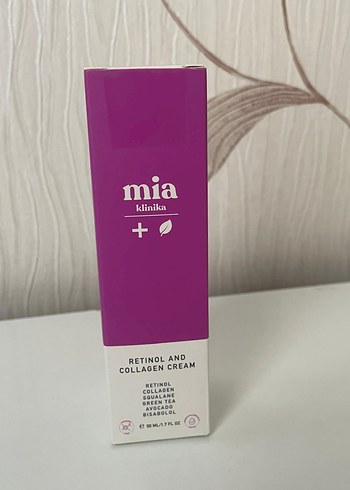 mia
klinika
RETINOL AND
COLLAGEN CREAM
RETINOL
COLLAGEN
SQUALANE
GREEN TEA
AVOCADO
BISABOLOL
℮ 50 ML/1.7 FL OZ